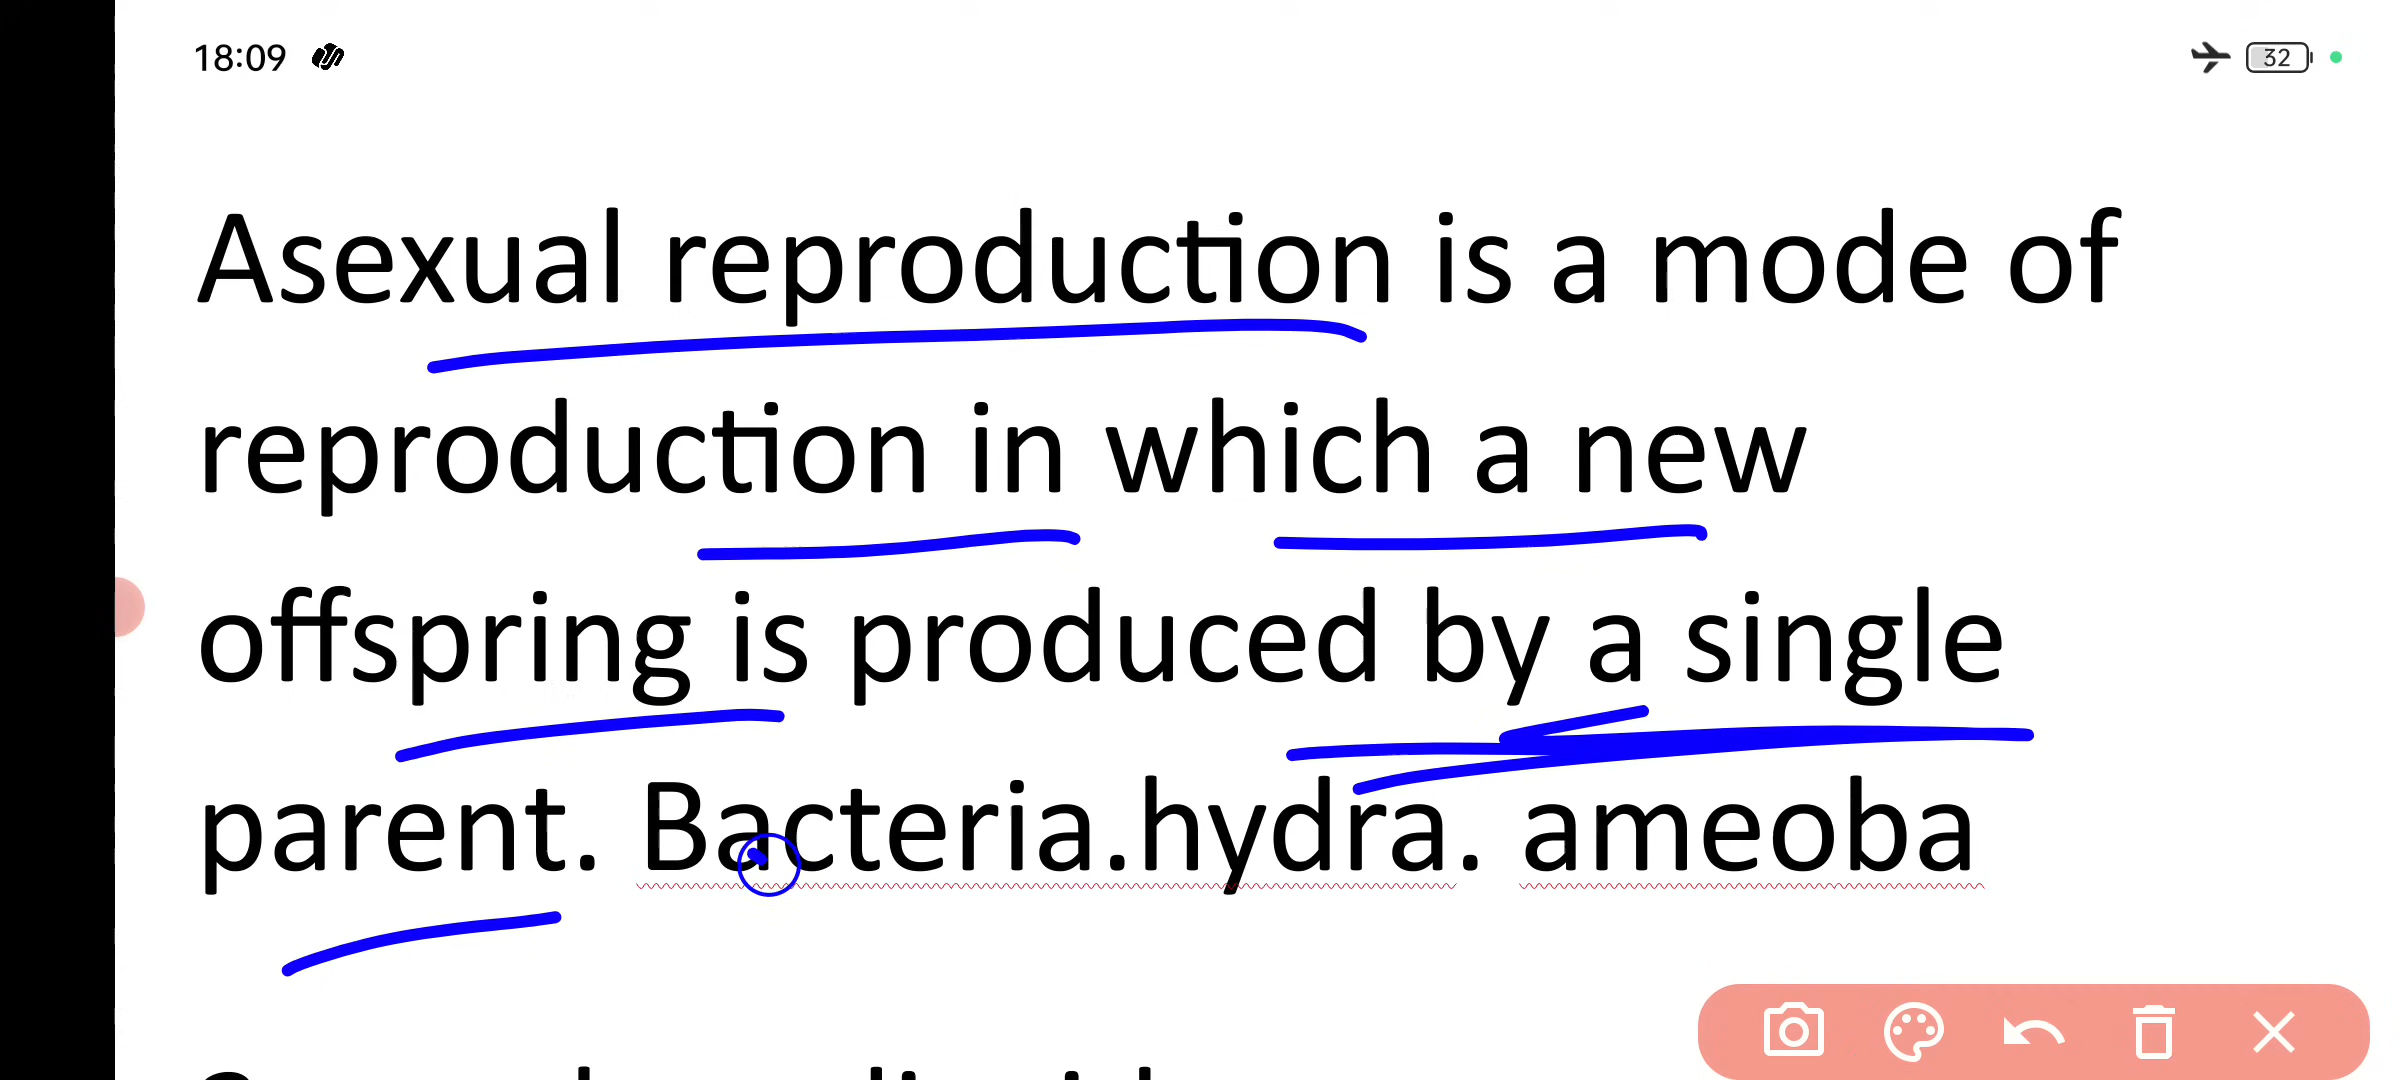 18:09
32
Asexual reproduction is a mode of
reproduction in which a new
offspring is produced by a single
parent. Bacteria.hydra. ameoba